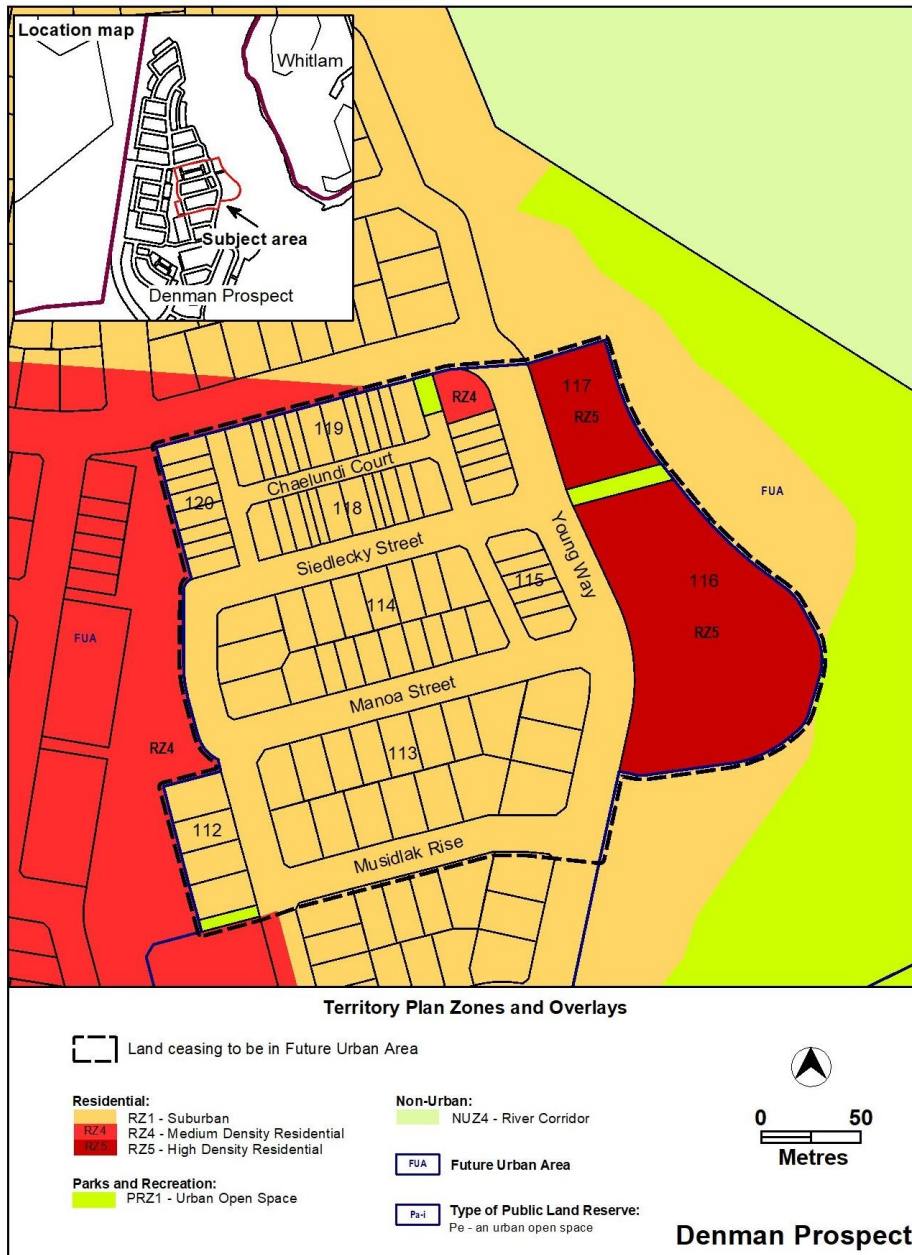 Location map
Whitlam
Subject area
Denman Prospect
117
RZ5
RZ4
119
Chaelundi Court
120
118
FUA
Siedlecky Street
Young Way
116
115
114
RZ5
FUA
Manoa Street
RZ4
113
112
Musidlak Rise
Territory Plan Zones and Overlays
Land ceasing to be in Future Urban Area
Residential:
RZ1 - Suburban
RZ4 RZ4 - Medium Density Residential
RZ5 RZ5 - High Density Residential
Parks and Recreation:
PRZ1 - Urban Open Space
Non-Urban:
NUZ4 - River Corridor
FUA Future Urban Area
Pa-i Type of Public Land Reserve:
Pe - an urban open space
0 50
Metres
Denman Prospect